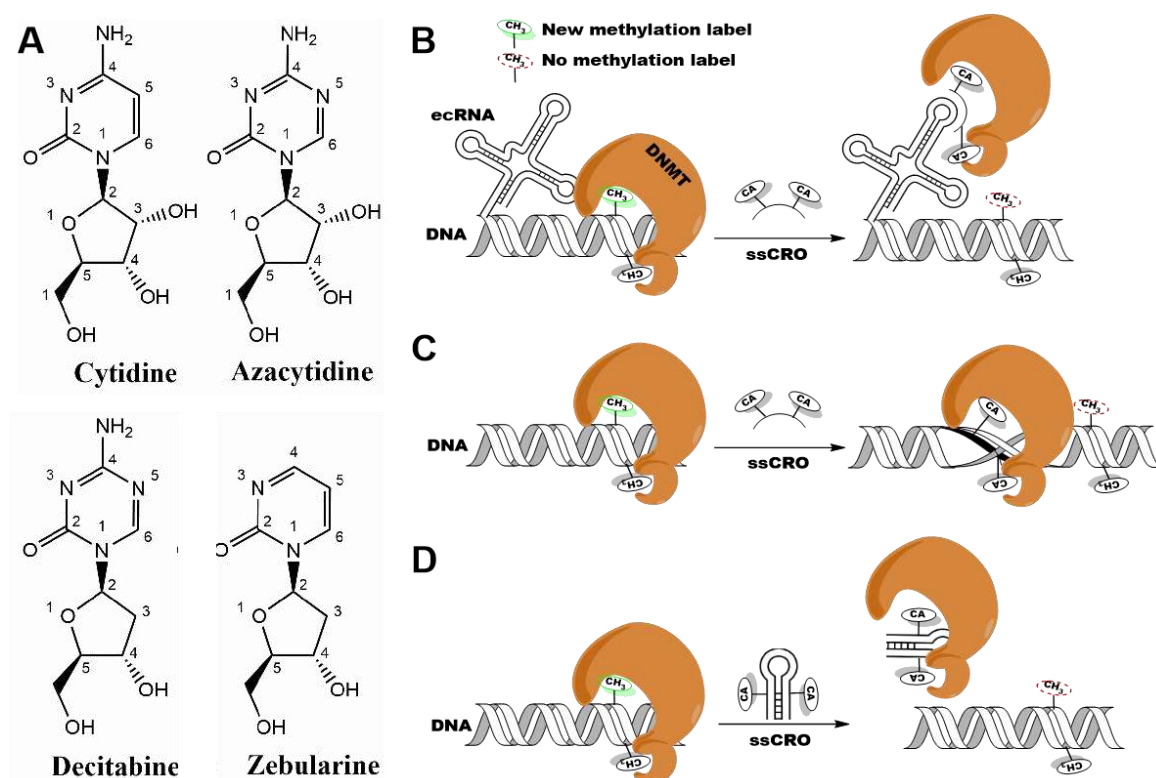 A
NH₂
4
3
N
5
2
1
6
O
N
2
1
O
3
OH
5
4
1
OH
OH
Cytidine
NH₂
4
3
N
N
5
2
1
6
O
N
2
1
O
3
OH
5
4
1
OH
OH
Azacytidine
NH₂
4
3
N
N
5
2
1
6
O
N
2
1
O
3
5
4
OH
OH
Decitabine
4
3
N
5
2
1
6
O
N
2
1
O
3
5
4
OH
OH
Zebularine
B
CH₃ New methylation label
CH₃ No methylation label
ecRNA
DNMT
CH₃
DNA
CH₃
CA CA
ssCRO
CA
CA
CH₃
CH₃
C
CH₃
DNA
CH₃
CA CA
ssCRO
CA
CA
CH₃
CH₃
D
CH₃
DNA
CH₃
CA CA
ssCRO
CA
CA
CH₃
CH₃